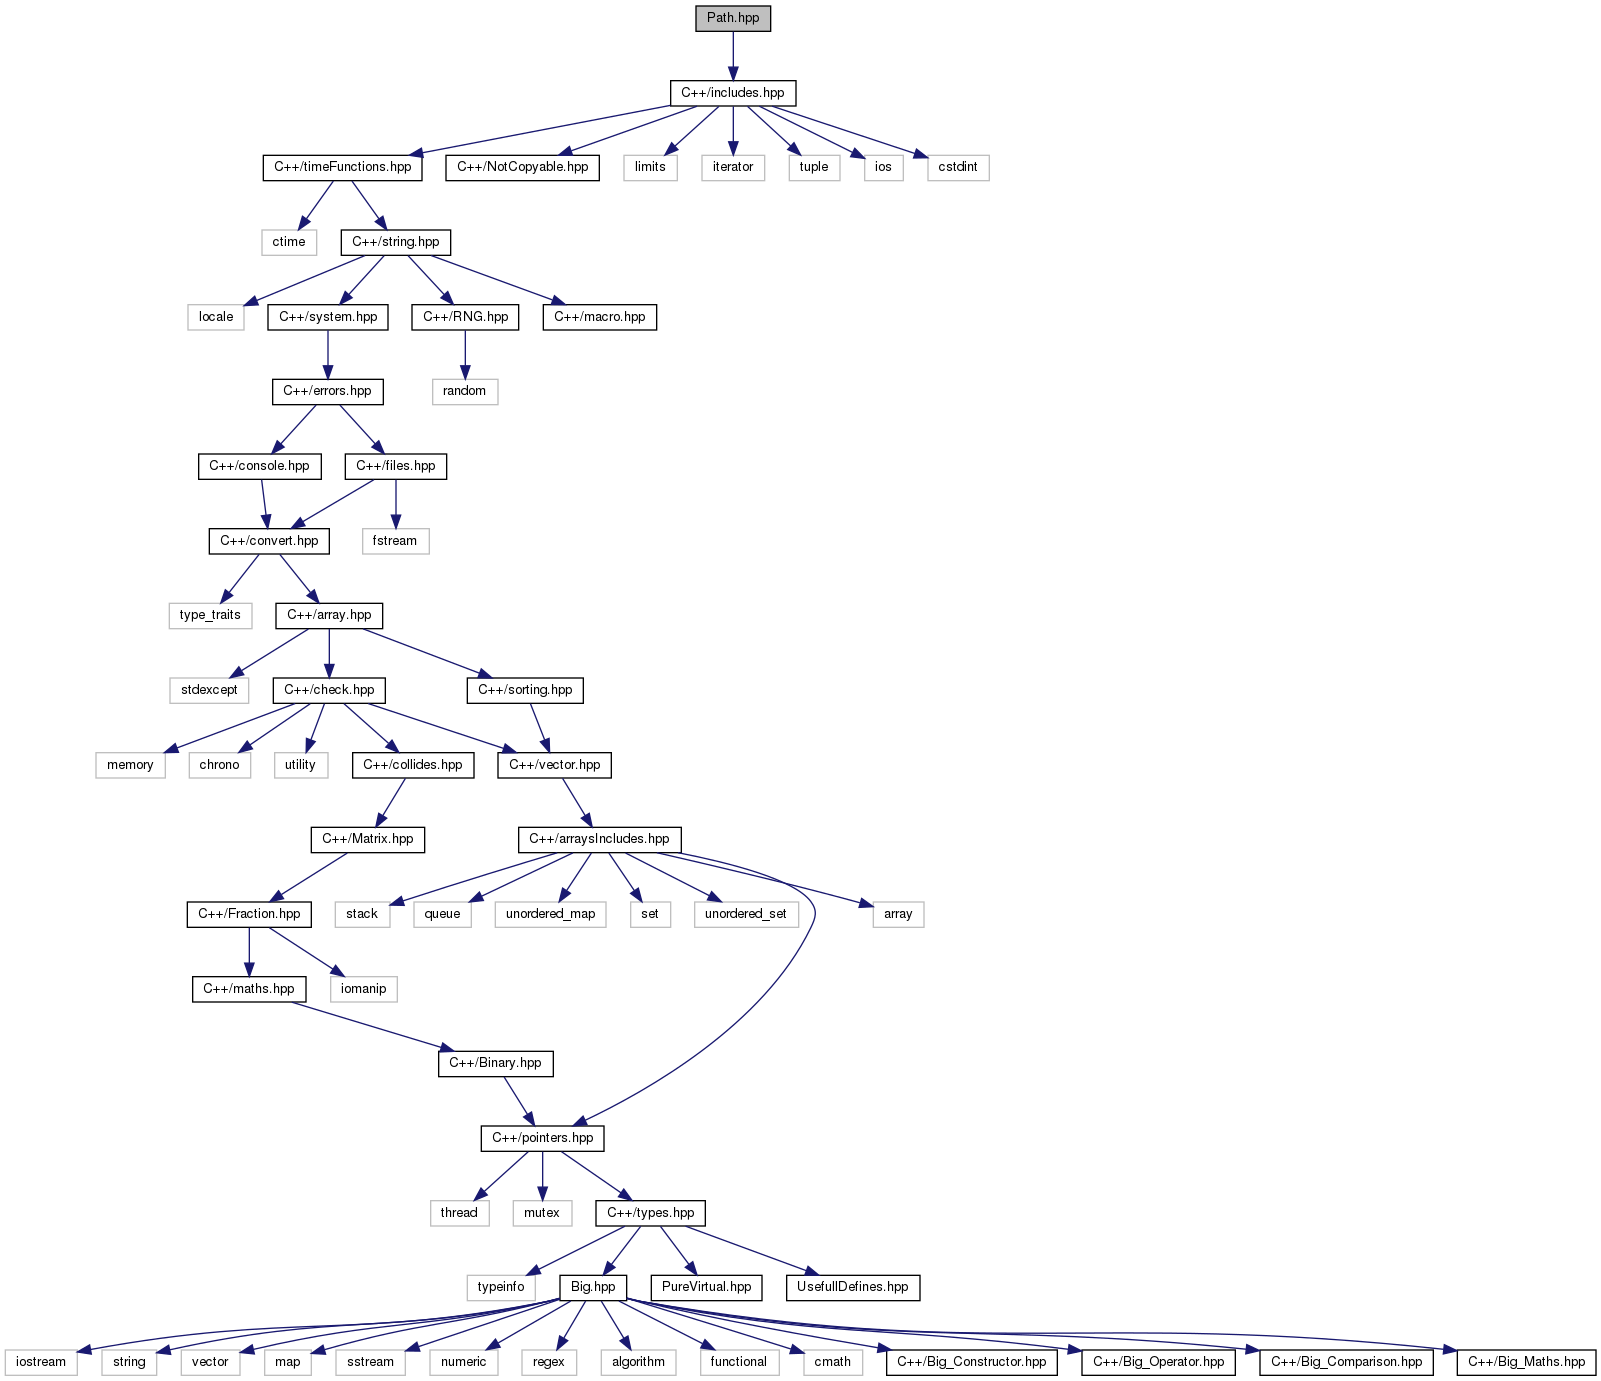 Path.hpp
C++/includes.hpp
C++/timeFunctions.hpp
C++/NotCopyable.hpp
limits
iterator
tuple
ios
cstdint
ctime
C++/string.hpp
locale
C++/system.hpp
C++/RNG.hpp
C++/macro.hpp
C++/errors.hpp
random
C++/console.hpp
C++/files.hpp
C++/convert.hpp
fstream
type_traits
C++/array.hpp
stdexcept
C++/check.hpp
C++/sorting.hpp
memory
chrono
utility
C++/collides.hpp
C++/vector.hpp
C++/Matrix.hpp
C++/arraysIncludes.hpp
C++/Fraction.hpp
stack
queue
unordered_map
set
unordered_set
array
C++/maths.hpp
iomanip
C++/Binary.hpp
C++/pointers.hpp
thread
mutex
C++/types.hpp
typeinfo
Big.hpp
PureVirtual.hpp
UsefullDefines.hpp
iostream
string
vector
map
sstream
numeric
regex
algorithm
functional
cmath
C++/Big_Constructor.hpp
C++/Big_Operator.hpp
C++/Big_Comparison.hpp
C++/Big_Maths.hpp